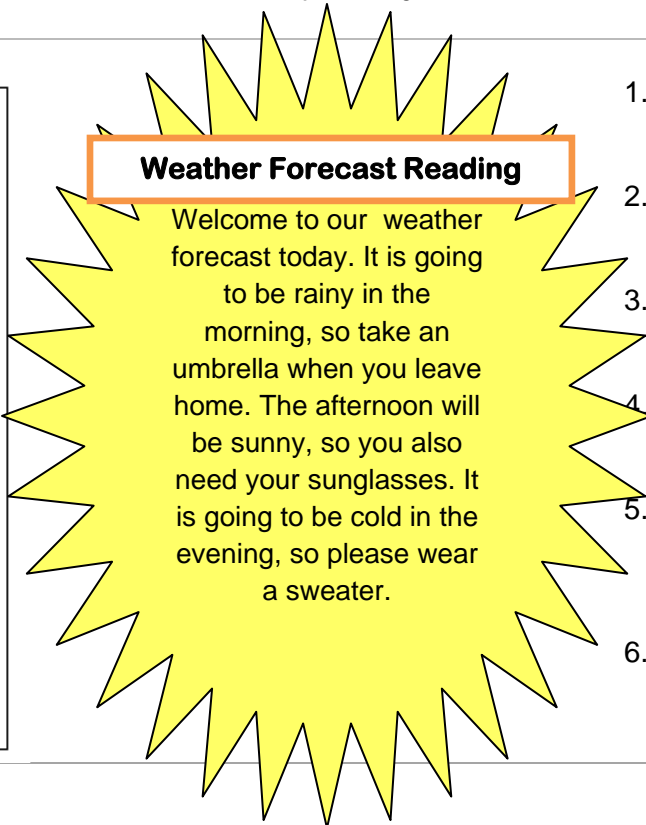 Weather Forecast Reading
Welcome to our weather
forecast today. It is going
to be rainy in the
morning, so take an
umbrella when you leave
home. The afternoon will
be sunny, so you also
need your sunglasses. It
is going to be cold in the
evening, so please wear
a sweater.
1.
2.
3.
4
5.
6.